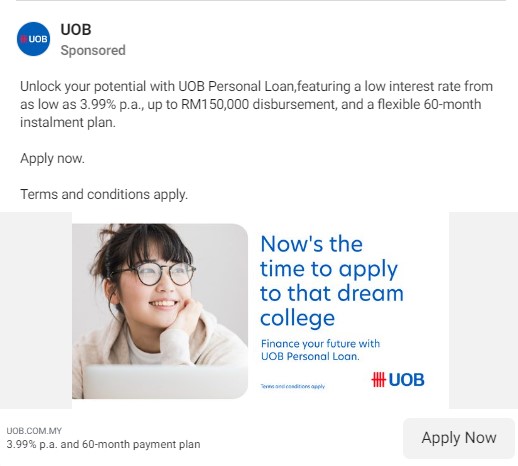 UOB
UOB
Sponsored
Unlock your potential with UOB Personal Loan,featuring a low interest rate from
as low as 3.99% p.a., up to RM150,000 disbursement, and a flexible 60-month
instalment plan.
Apply now.
Terms and conditions apply.
Now's the
time to apply
to that dream
college
Finance your future with
UOB Personal Loan.
Terms and conditions apply
UOB
UOB.COM.MY
3.99% p.a. and 60-month payment plan
Apply Now